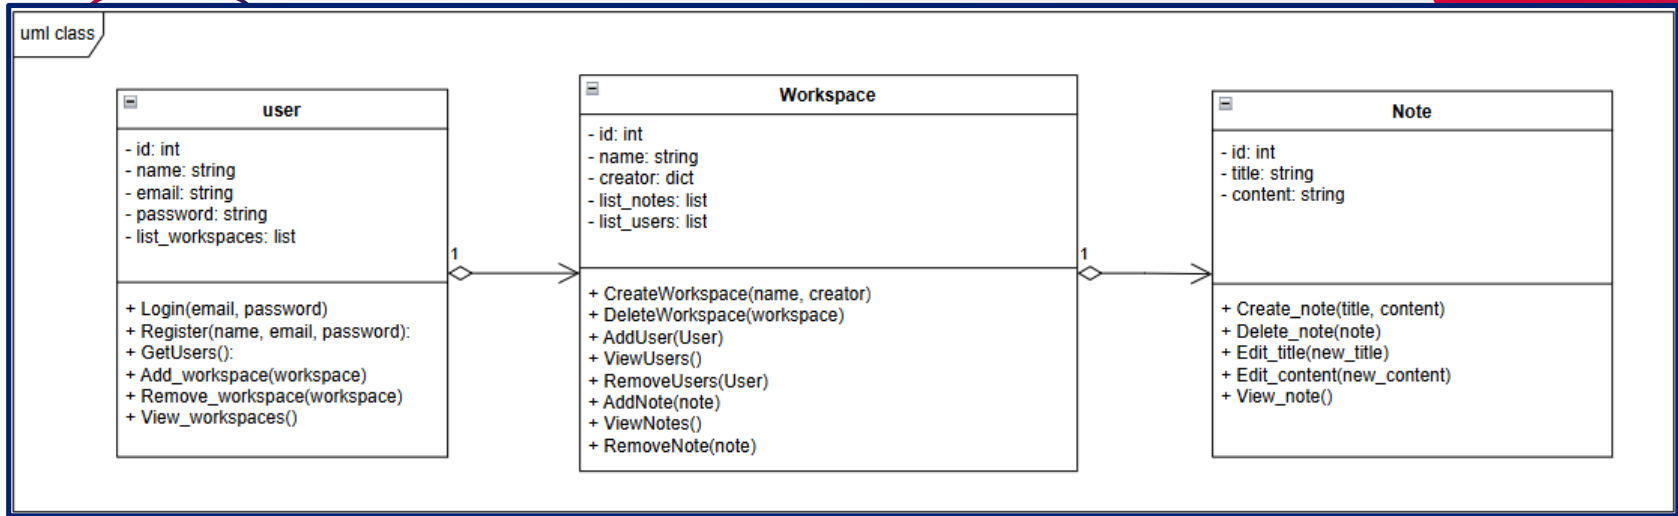 uml class
user
- id: int
- name: string
- email: string
- password: string
- list_workspaces: list
+ Login(email, password)
+ Register(name, email, password):
+ GetUsers():
+ Add_workspace(workspace)
+ Remove_workspace(workspace)
+ View_workspaces()
1
Workspace
- id: int
- name: string
- creator: dict
- list_notes: list
- list_users: list
+ CreateWorkspace(name, creator)
+ DeleteWorkspace(workspace)
+ AddUser(User)
+ ViewUsers()
+ RemoveUsers(User)
+ AddNote(note)
+ ViewNotes()
+ RemoveNote(note)
1
Note
- id: int
- title: string
- content: string
+ Create_note(title, content)
+ Delete_note(note)
+ Edit_title(new_title)
+ Edit_content(new_content)
+ View_note()